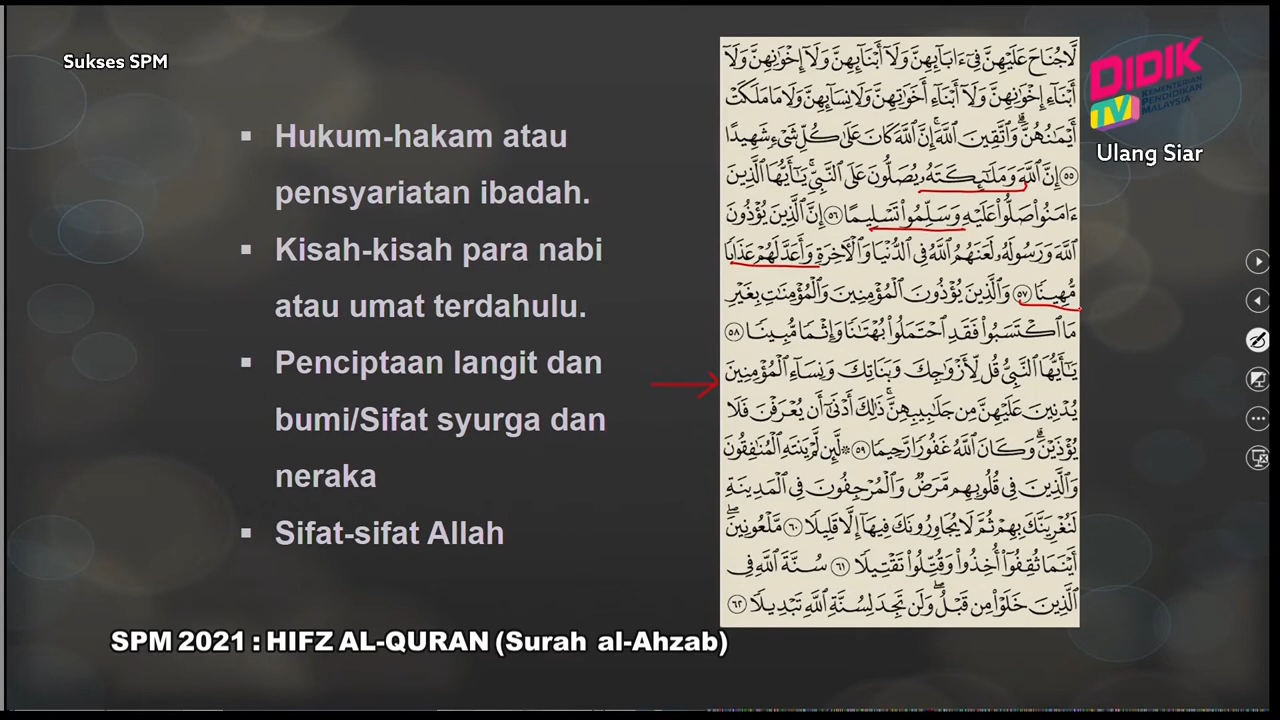 Sukses SPM
Hukum-hakam atau
pensyariatan ibadah.
Kisah-kisah para nabi
atau umat terdahulu.
Penciptaan langit dan
bumi/Sifat syurga dan
neraka
Sifat-sifat Allah
لَّا جُنَاحَ عَلَيْهِنَّ فِىٓ ءَابَآئِهِنَّ وَلَآ أَبْنَآئِهِنَّ وَلَآ إِخْوَٰنِهِنَّ وَلَآ
أَبْنَآءِ إِخْوَٰنِهِنَّ وَلَآ أَبْنَآءِ أَخَوَٰتِهِنَّ وَلَا نِسَآئِهِنَّ وَلَا مَا مَلَكَتْ
أَيْمَٰنُهُنَّ ۗ وَٱتَّقِينَ ٱللَّهَ ۚ إِنَّ ٱللَّهَ كَانَ عَلَىٰ كُلِّ شَىْءٍ شَهِيدًا
٥٥ إِنَّ ٱللَّهَ وَمَلَٰٓئِكَتَهُۥ يُصَلُّونَ عَلَى ٱلنَّبِىِّ ۚ يَٰٓأَيُّهَا ٱلَّذِينَ
ءَامَنُوا۟ صَلُّوا۟ عَلَيْهِ وَسَلِّمُوا۟ تَسْلِيمًا ٥٦ إِنَّ ٱلَّذِينَ يُؤْذُونَ
ٱللَّهَ وَرَسُولَهُۥ لَعَنَهُمُ ٱللَّهُ فِى ٱلدُّنْيَا وَٱلْءَاخِرَةِ وَأَعَدَّ لَهُمْ عَذَابًا
مُّهِينًا ٥٧ وَٱلَّذِينَ يُؤْذُونَ ٱلْمُؤْمِنِينَ وَٱلْمُؤْمِنَٰتِ بِغَيْرِ
مَا ٱكْتَسَبُوا۟ فَقَدِ ٱحْتَمَلُوا۟ بُهْتَٰنًا وَإِثْمًا مُّبِينًا ٥٨
يَٰٓأَيُّهَا ٱلنَّبِىُّ قُل لِّأَزْوَٰجِكَ وَبَنَاتِكَ وَنِسَآءِ ٱلْمُؤْمِنِينَ
يُدْنِينَ عَلَيْهِنَّ مِن جَلَٰبِيبِهِنَّ ۚ ذَٰلِكَ أَدْنَىٰٓ أَن يُعْرَفْنَ فَلَا
يُؤْذَيْنَ ۗ وَكَانَ ٱللَّهُ غَفُورًا رَّحِيمًا ٥٩ ۞ لَّئِن لَّمْ يَنتَهِ ٱلْمُنَٰفِقُونَ
وَٱلَّذِينَ فِى قُلُوبِهِم مَّرَضٌ وَٱلْمُرْجِفُونَ فِى ٱلْمَدِينَةِ
لَنُغْرِيَنَّكَ بِهِمْ ثُمَّ لَا يُجَاوِرُونَكَ فِيهَآ إِلَّا قَلِيلًا ٦٠ مَّلْعُونِينَ ۖ
أَيْنَمَا ثُقِفُوٓا۟ أُخِذُوا۟ وَقُتِّلُوا۟ تَقْتِيلًا ٦١ سُنَّةَ ٱللَّهِ فِى
ٱلَّذِينَ خَلَوْا۟ مِن قَبْلُ ۖ وَلَن تَجِدَ لِسُنَّةِ ٱللَّهِ تَبْدِيلًا ٦٢
DIDIK
TV
KEMENTERIAN
PENDIDIKAN
MALAYSIA
Ulang Siar
SPM 2021 : HIFZ AL-QURAN (Surah al-Ahzab)